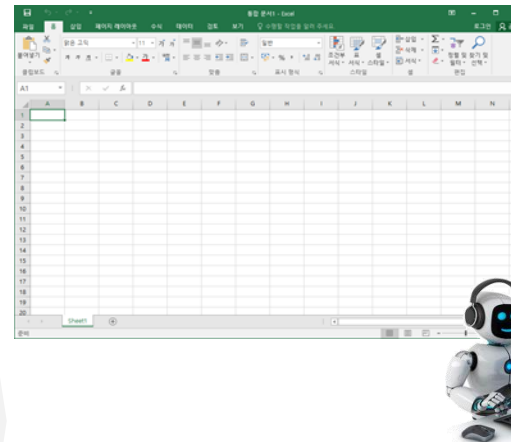 통합 문서1 - Excel
파일 홈 삽입 페이지 레이아웃 수식 데이터 검토 보기 수행할 작업을 알려 주세요. 로그인
붙여넣기 맑은 고딕 11 일반 조건부 서식 표 서식 셀 스타일 삽입 삭제 서식 정렬 및 필터 찾기 및 선택
클립보드 글꼴 맞춤 표시 형식 스타일 셀 편집
A1 fx
A B C D E F G H I J K L M N
1
2
3
4
5
6
7
8
9
10
11
12
13
14
15
16
17
18
19
20
Sheet1
준비